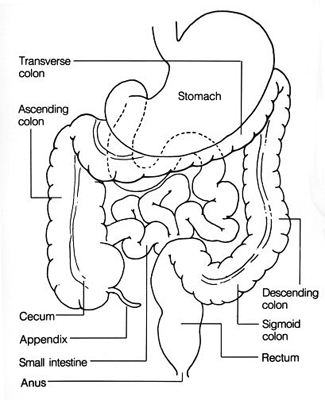 Transverse
colon
Stomach
Ascending
colon
Descending
colon
Cecum
Sigmoid
colon
Appendix
Rectum
Small intestine
Anus